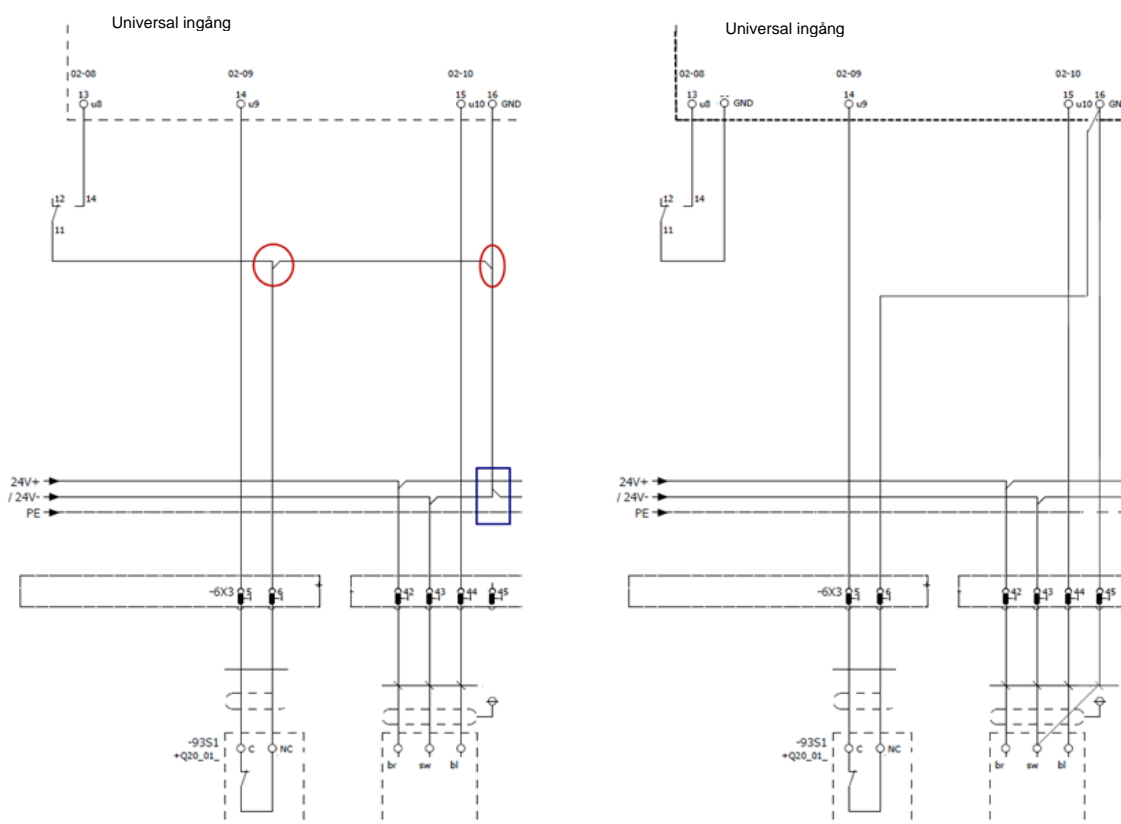 Universal ingång
02-08 02-09 02-10
13 14 15 16
u8 u9 u10 GND
12 14
11
24V+
/ 24V-
PE
-6X3 5 6 42 43 44 45
-93S1 C NC
+Q20_01_ br sw bl
Universal ingång
02-08 02-09 02-10
13 14 15 16
u8 GND u9 u10 GN
12 14
11
24V+
/ 24V-
PE
-6X3 5 6 42 43 44 45
-93S1 C NC
+Q20_01_ br sw bl